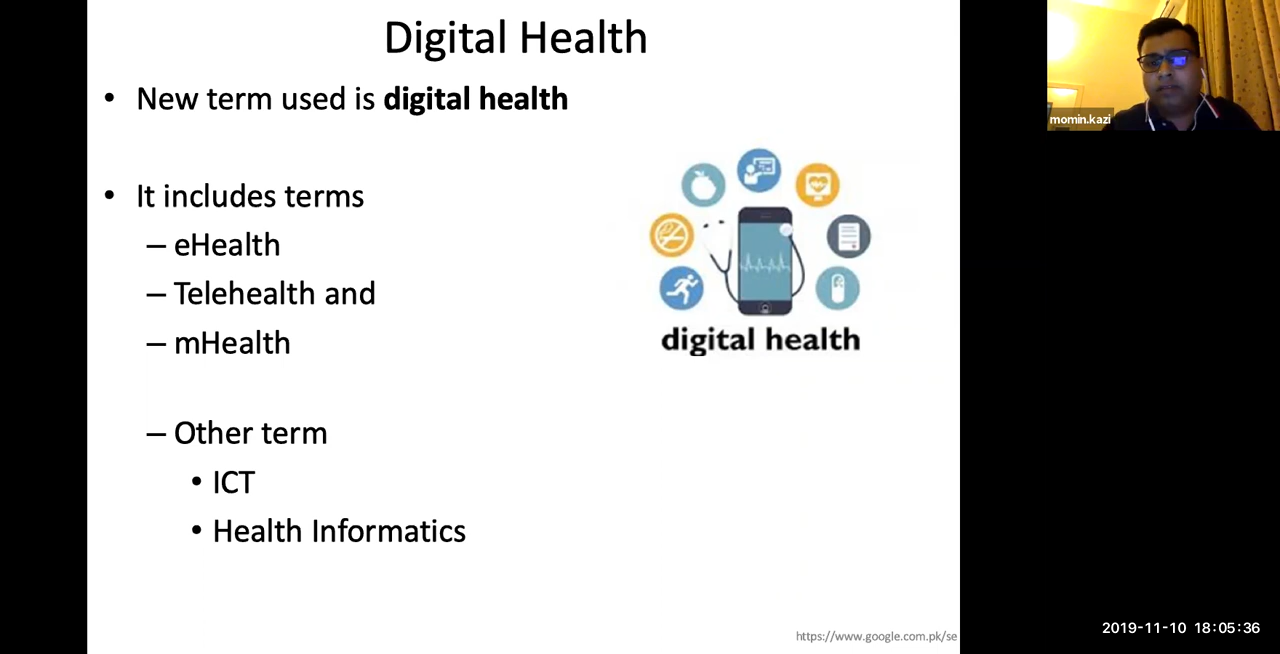 Digital Health
• New term used is digital health
• It includes terms
– eHealth
– Telehealth and
– mHealth
– Other term
• ICT
• Health Informatics
digital health
https://www.google.com.pk/se
momin.kazi
2019-11-10 18:05:36